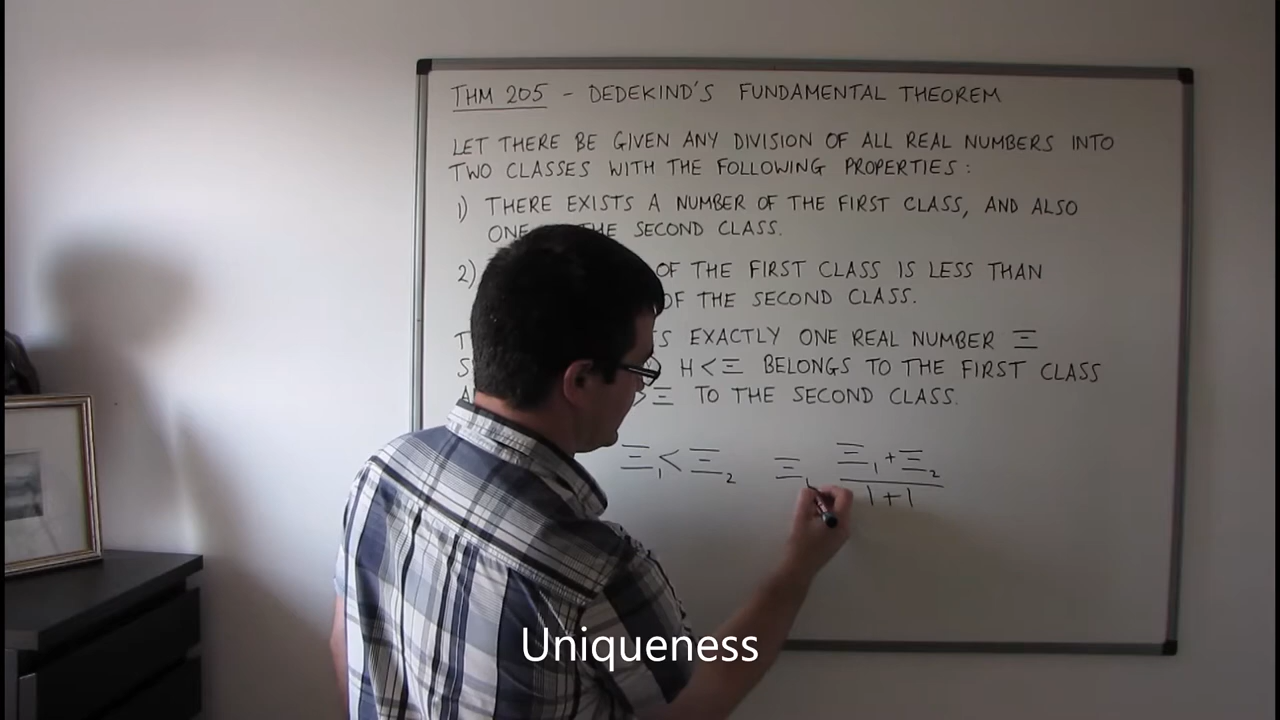 THM 205 - DEDEKIND'S FUNDAMENTAL THEOREM
LET THERE BE GIVEN ANY DIVISION OF ALL REAL NUMBERS INTO
TWO CLASSES WITH THE FOLLOWING PROPERTIES :
1) THERE EXISTS A NUMBER OF THE FIRST CLASS, AND ALSO
ONE THE SECOND CLASS.
2) OF THE FIRST CLASS IS LESS THAN
OF THE SECOND CLASS.
EXACTLY ONE REAL NUMBER Ξ
H < Ξ BELONGS TO THE FIRST CLASS
> Ξ TO THE SECOND CLASS.
Ξ₁ < Ξ₂ Ξ₁ (Ξ₁ + Ξ₂)/(1 + 1)
Uniqueness